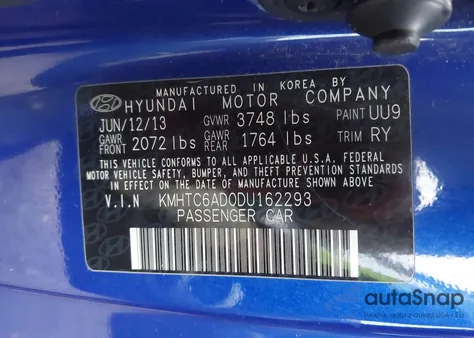 MANUFACTURED IN KOREA BY
HYUNDAI MOTOR COMPANY
JUN/12/13 GVWR 3748 lbs PAINT UU9
GAWR FRONT 2072 lbs GAWR REAR 1764 lbs TRIM RY
THIS VEHICLE CONFORMS TO ALL APPLICABLE U.S.A. FEDERAL
MOTOR VEHICLE SAFETY, BUMPER, AND THEFT PREVENTION STANDARDS
IN EFFECT ON THE DATE OF MANUFACTURE SHOWN ABOVE.
V.I.N KMHTC6AD0DU162293
PASSENGER CAR
autoSnap